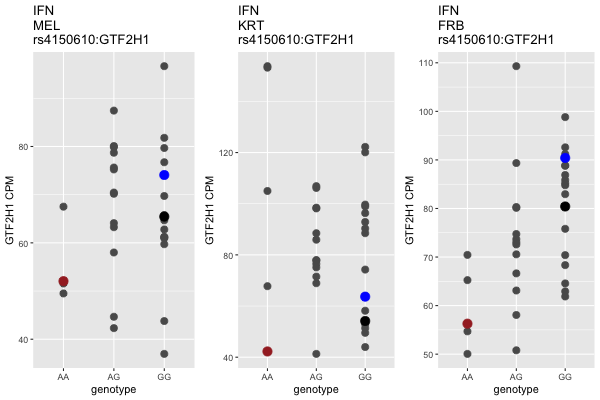 IFN
MEL
rs4150610:GTF2H1
GTF2H1 CPM
80
60
40
AA AG GG
genotype
IFN
KRT
rs4150610:GTF2H1
GTF2H1 CPM
120
80
40
AA AG GG
genotype
IFN
FRB
rs4150610:GTF2H1
GTF2H1 CPM
110
100
90
80
70
60
50
AA AG GG
genotype